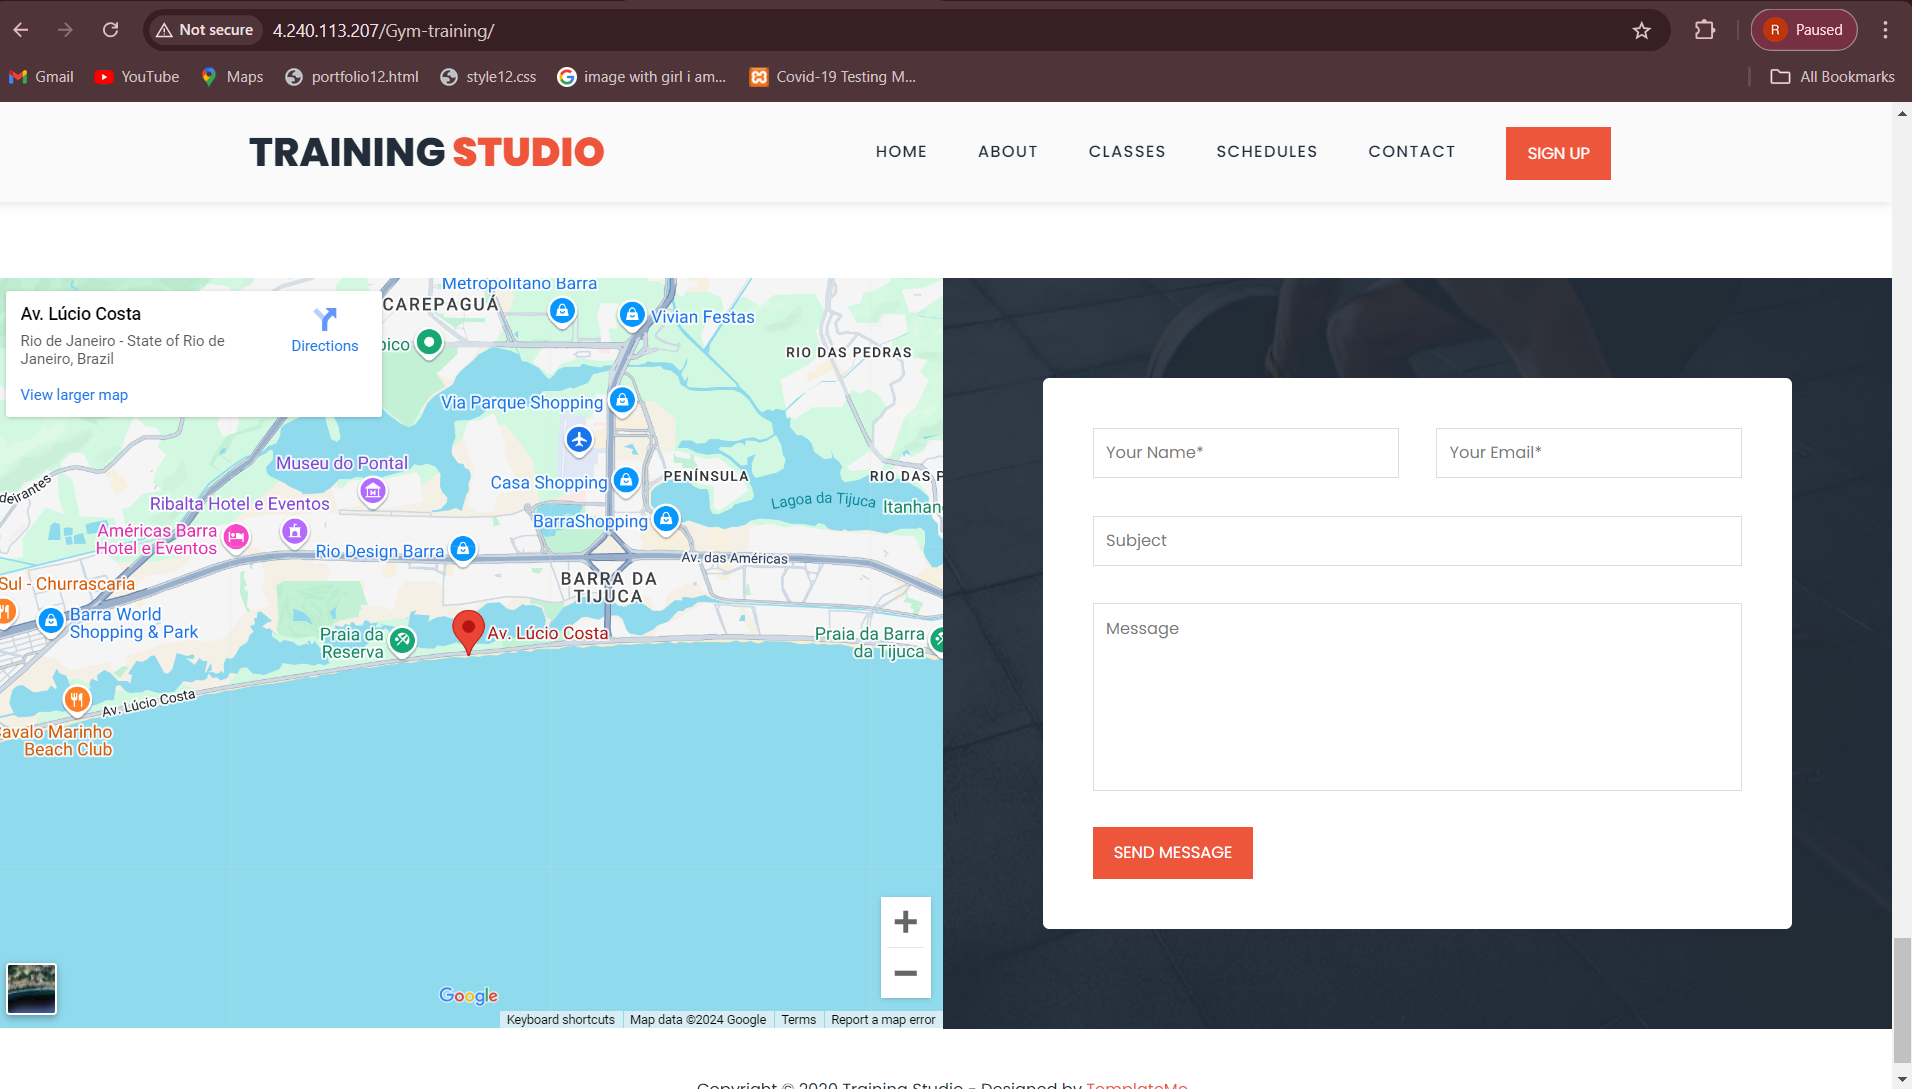 Not secure
4.240.113.207/Gym-training/
R
Paused
Gmail
YouTube
Maps
portfolio12.html
style12.css
image with girl i am...
Covid-19 Testing M...
All Bookmarks
TRAINING STUDIO
HOME
ABOUT
CLASSES
SCHEDULES
CONTACT
SIGN UP
Av. Lúcio Costa
Rio de Janeiro - State of Rio de
Janeiro, Brazil
Directions
View larger map
Metropolitano Barra
CAREPAGUÁ
Vivian Festas
pico
RIO DAS PEDRAS
Via Parque Shopping
Museu do Pontal
PENÍNSULA
RIO DAS P
Casa Shopping
deirantes
Ribalta Hotel e Eventos
Lagoa da Tijuca
Itanhan
BarraShopping
Américas Barra
Hotel e Eventos
Rio Design Barra
Av. das Américas
Sul - Churrascaria
BARRA DA
TIJUCA
Barra World
Shopping & Park
Praia da
Reserva
Av. Lúcio Costa
Praia da Barra
da Tijuca
Av. Lúcio Costa
avalo Marinho
Beach Club
Google
Keyboard shortcuts
Map data ©2024 Google
Terms
Report a map error
Your Name*
Your Email*
Subject
Message
SEND MESSAGE
Copyright © 2020 Training Studio - Designed by TemplateMo